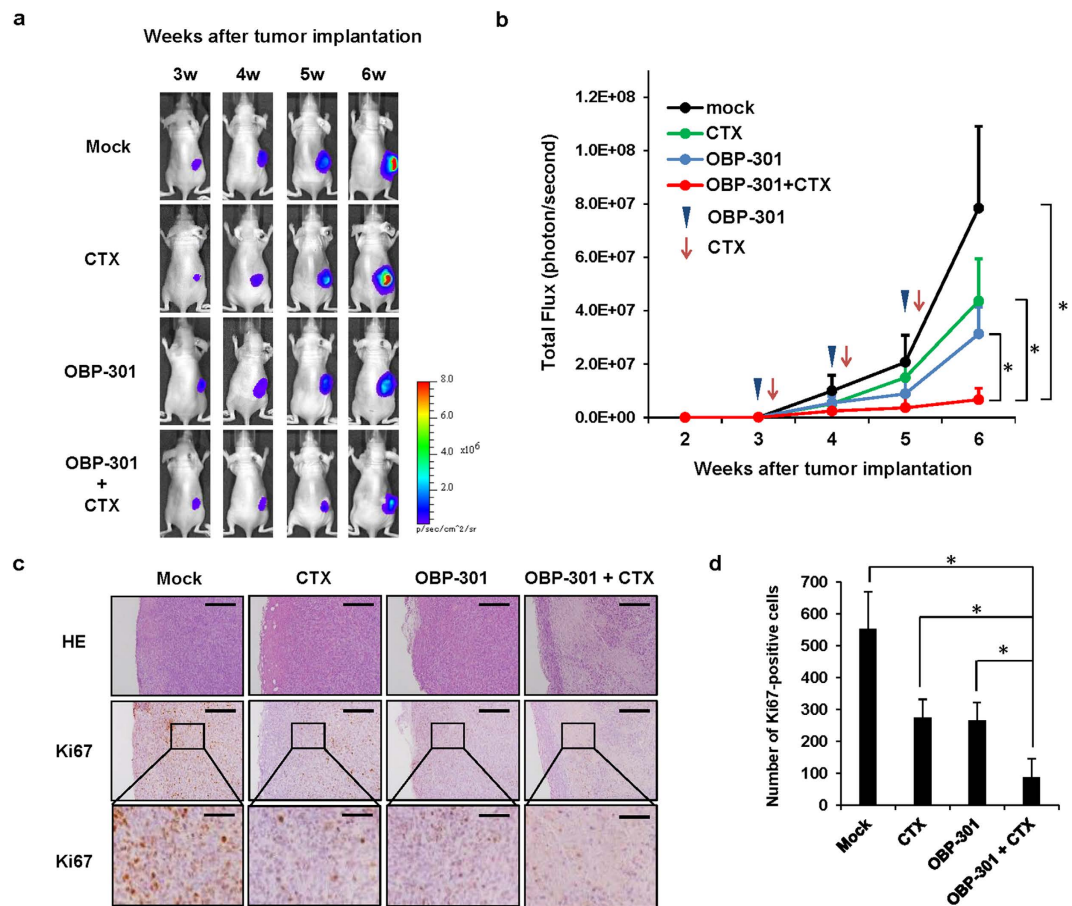 a
Weeks after tumor implantation
3w 4w 5w 6w
Mock
CTX
OBP-301
OBP-301
+
CTX
8.0
6.0
x10^6
4.0
2.0
p/sec/cm^2/sr
b
Total Flux (photon/second)
1.2E+08
1.0E+08
8.0E+07
6.0E+07
4.0E+07
2.0E+07
0.0E+00
mock
CTX
OBP-301
OBP-301+CTX
OBP-301
CTX
*
*
*
2 3 4 5 6
Weeks after tumor implantation
c
Mock CTX OBP-301 OBP-301 + CTX
HE
Ki67
Ki67
d
Number of Ki67-positive cells
700
600
500
400
300
200
100
0
*
*
*
Mock
CTX
OBP-301
OBP-301 + CTX